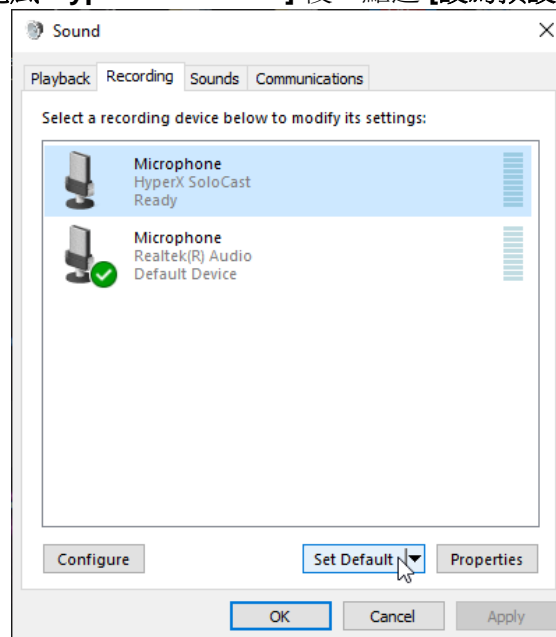 Sound
Playback Recording Sounds Communications
Select a recording device below to modify its settings:
Microphone
HyperX SoloCast
Ready
Microphone
Realtek(R) Audio
Default Device
Configure Set Default Properties
OK Cancel Apply